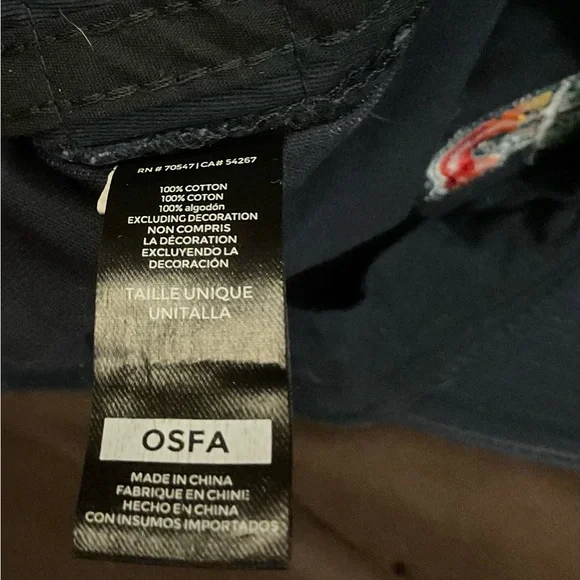 RN # 70547 | CA# 54267
100% COTTON
100% COTON
100% algodón
EXCLUDING DECORATION
NON COMPRIS
LA DÉCORATION
EXCLUYENDO LA
DECORACIÓN
TAILLE UNIQUE
UNITALLA
OSFA
MADE IN CHINA
FABRIQUE EN CHINE
HECHO EN CHINA
CON INSUMOS IMPORTADOS